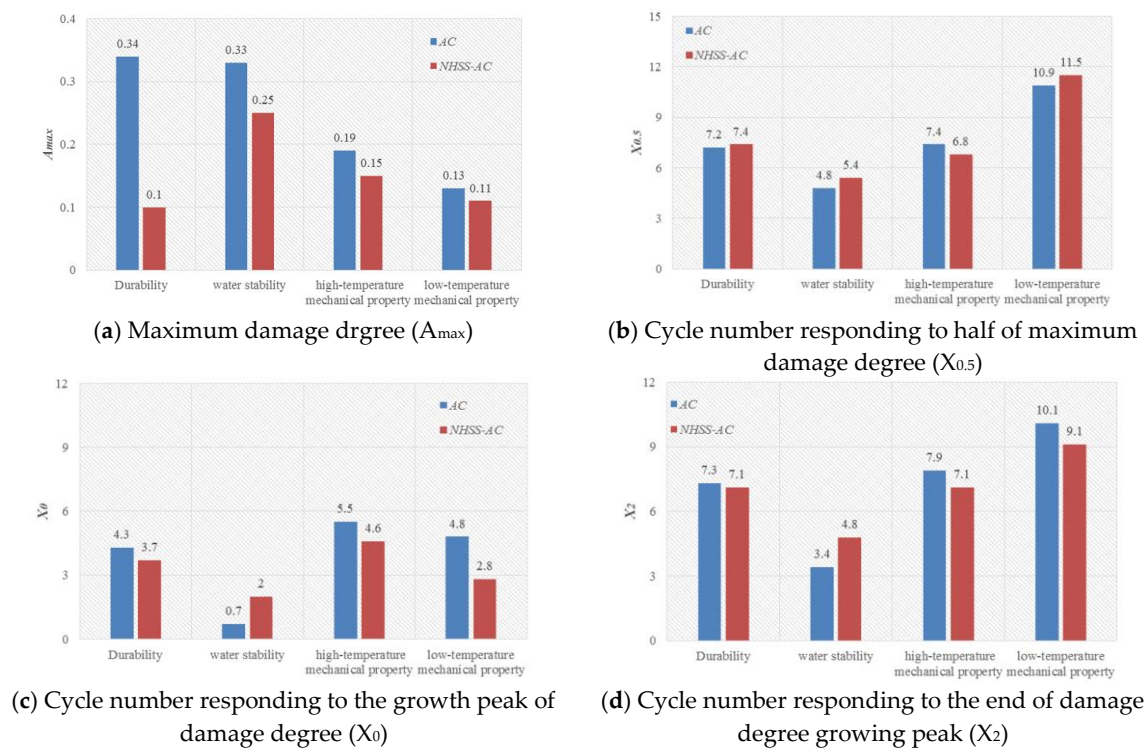 0.4
0.3
0.2
0.1
0
Amax
0.34
0.1
0.33
0.25
0.19
0.15
0.13
0.11
AC
NHSS-AC
Durability
water stability
high-temperature
mechanical property
low-temperature
mechanical property
(a) Maximum damage drgree (Amax)
15
12
9
6
3
0
X0.5
7.2
7.4
4.8
5.4
7.4
6.8
10.9
11.5
AC
NHSS-AC
Durability
water stability
high-temperature
mechanical property
low-temperature
mechanical property
(b) Cycle number responding to half of maximum
damage degree (X0.5)
12
9
6
3
0
X0
4.3
3.7
0.7
2
5.5
4.6
4.8
2.8
AC
NHSS-AC
Durability
water stability
high-temperature
mechanical property
low-temperature
mechanical property
(c) Cycle number responding to the growth peak of
damage degree (X0)
12
9
6
3
0
X2
7.3
7.1
3.4
4.8
7.9
7.1
10.1
9.1
AC
NHSS-AC
Durability
water stability
high-temperature
mechanical property
low-temperature
mechanical property
(d) Cycle number responding to the end of damage
degree growing peak (X2)